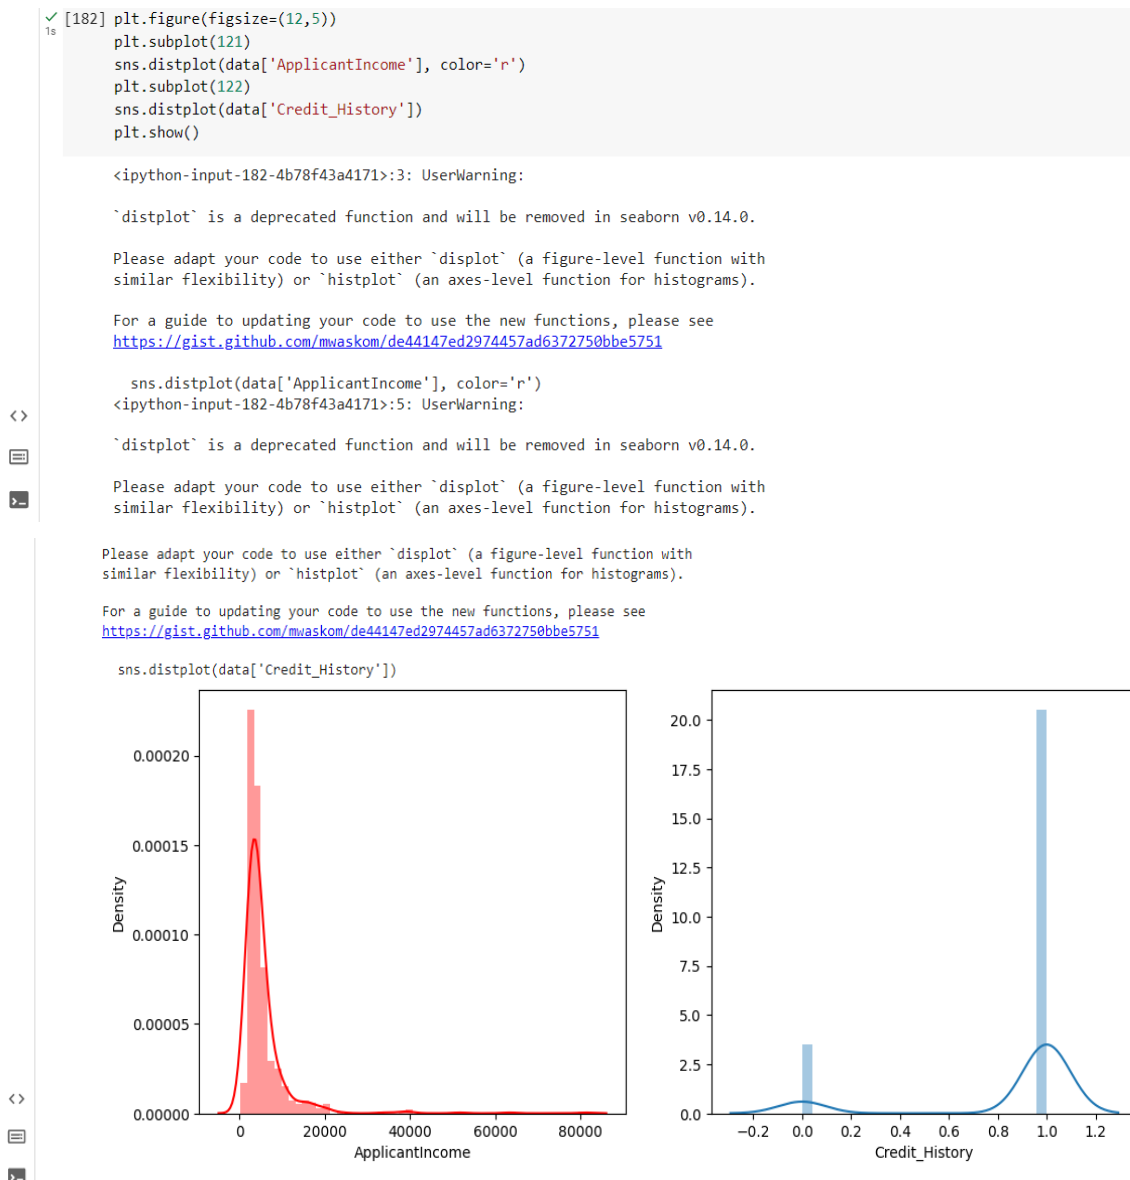 [182] plt.figure(figsize=(12,5))
1s
plt.subplot(121)
sns.distplot(data['ApplicantIncome'], color='r')
plt.subplot(122)
sns.distplot(data['Credit_History'])
plt.show()
<ipython-input-182-4b78f43a4171>:3: UserWarning:
`distplot` is a deprecated function and will be removed in seaborn v0.14.0.
Please adapt your code to use either `displot` (a figure-level function with
similar flexibility) or `histplot` (an axes-level function for histograms).
For a guide to updating your code to use the new functions, please see
https://gist.github.com/mwaskom/de44147ed2974457ad6372750bbe5751
sns.distplot(data['ApplicantIncome'], color='r')
<ipython-input-182-4b78f43a4171>:5: UserWarning:
`distplot` is a deprecated function and will be removed in seaborn v0.14.0.
Please adapt your code to use either `displot` (a figure-level function with
similar flexibility) or `histplot` (an axes-level function for histograms).
Please adapt your code to use either `displot` (a figure-level function with
similar flexibility) or `histplot` (an axes-level function for histograms).
For a guide to updating your code to use the new functions, please see
https://gist.github.com/mwaskom/de44147ed2974457ad6372750bbe5751
sns.distplot(data['Credit_History'])
0.00020
0.00015
0.00010
0.00005
0.00000
Density
0 20000 40000 60000 80000
ApplicantIncome
20.0
17.5
15.0
12.5
10.0
7.5
5.0
2.5
0.0
Density
−0.2 0.0 0.2 0.4 0.6 0.8 1.0 1.2
Credit_History